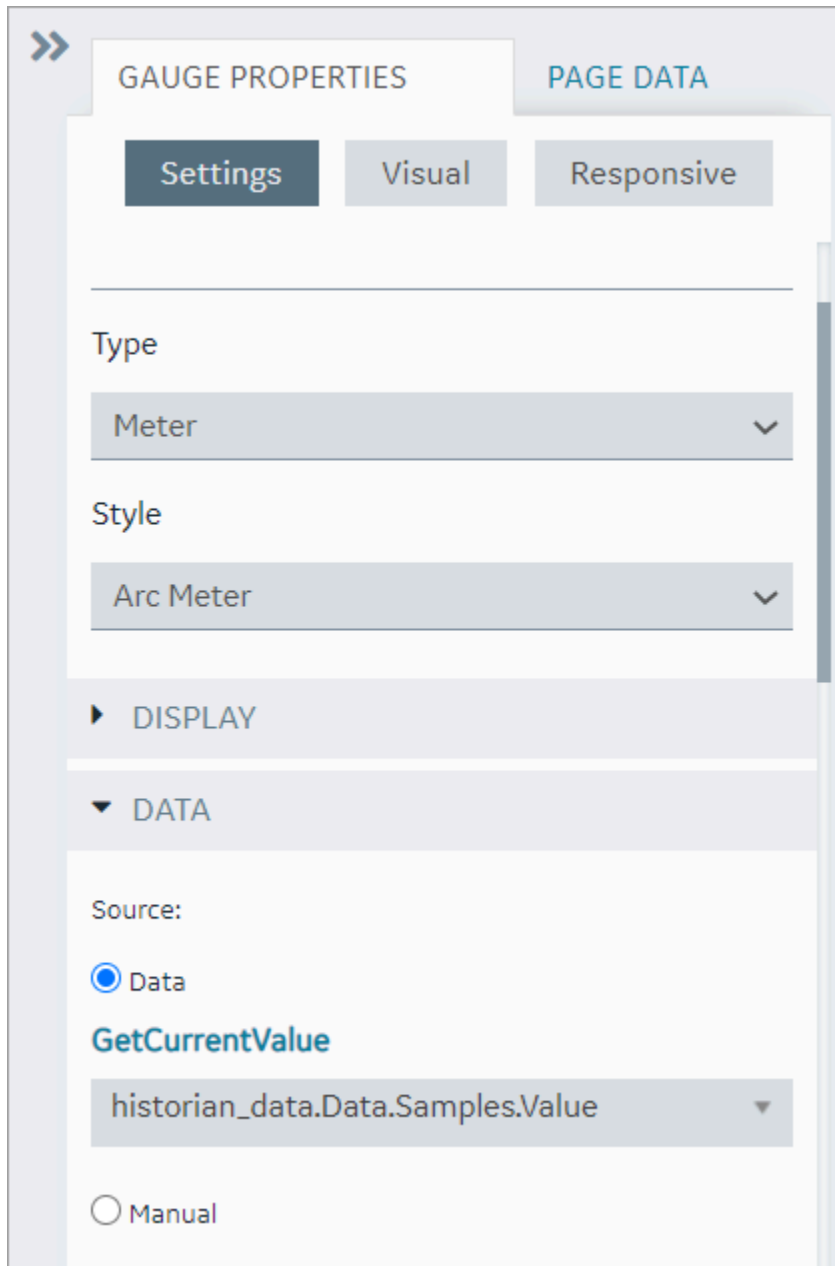 GAUGE PROPERTIES
PAGE DATA
Settings
Visual
Responsive
Type
Meter
Style
Arc Meter
DISPLAY
DATA
Source:
Data
GetCurrentValue
historian_data.Data.Samples.Value
Manual